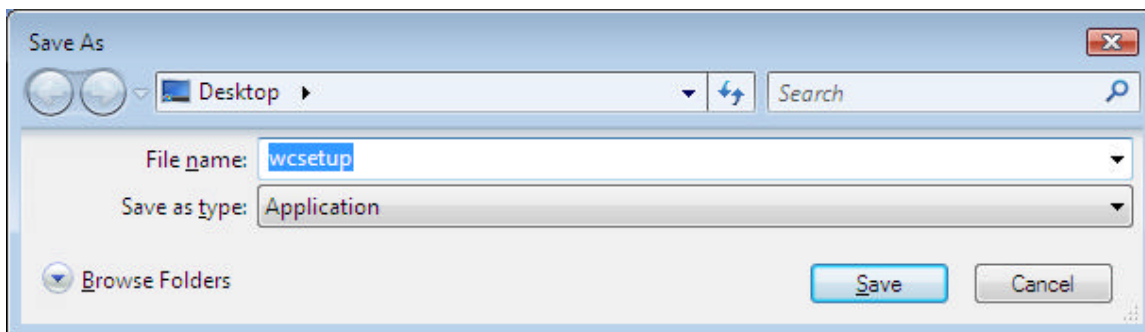 Save As
Desktop
Search
File name: wcsetup
Save as type: Application
Browse Folders
Save Cancel